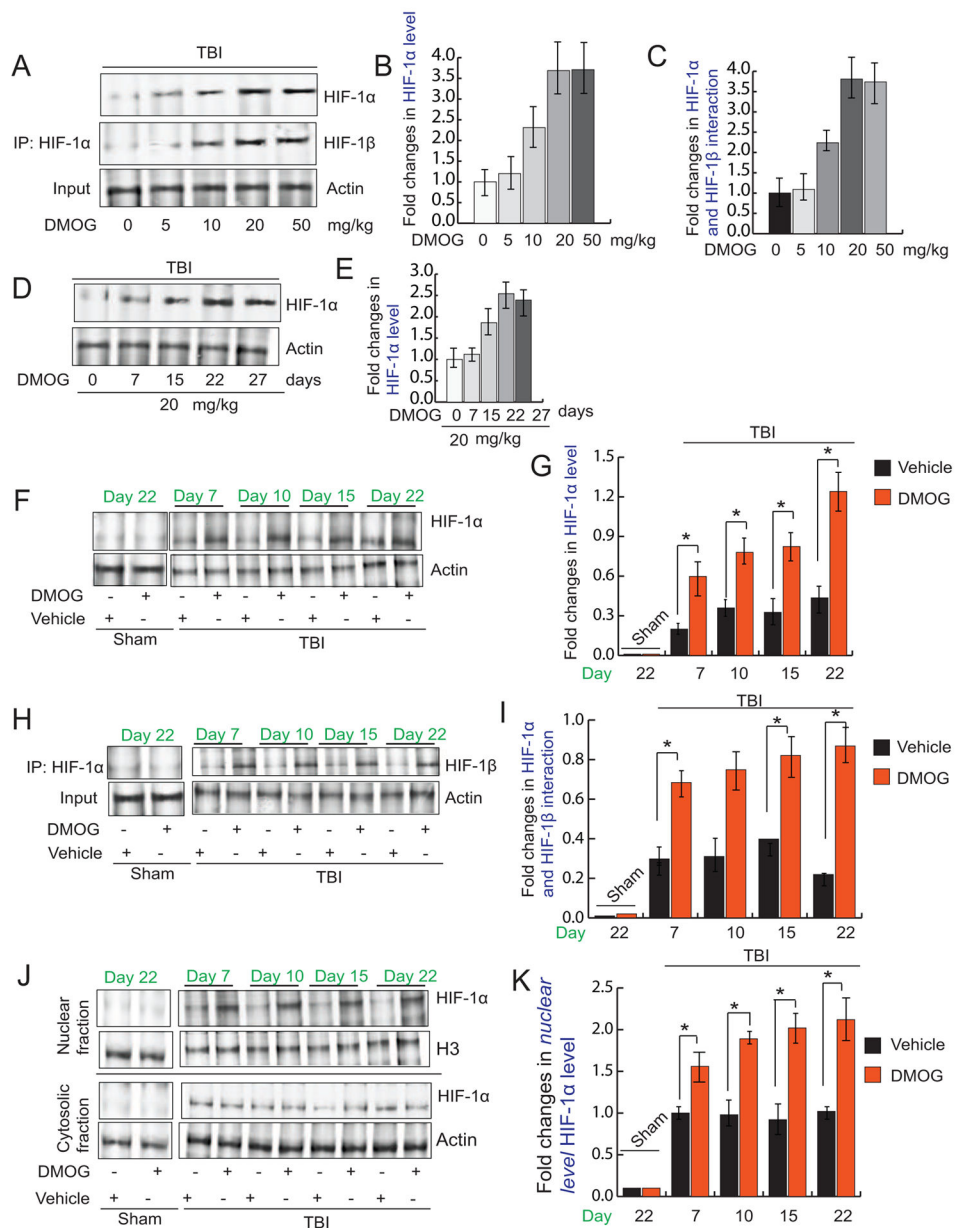 A
TBI
HIF-1α
IP: HIF-1α
HIF-1β
Input
Actin
DMOG 0 5 10 20 50 mg/kg
B
Fold changes in HIF-1α level
4.0
3.5
3.0
2.5
2.0
1.5
1.0
0.5
0.0
DMOG 0 5 10 20 50 mg/kg
C
Fold changes in HIF-1α
and HIF-1β interaction
4.0
3.5
3.0
2.5
2.0
1.5
1.0
0.5
0.0
DMOG 0 5 10 20 50 mg/kg
D
TBI
HIF-1α
Actin
DMOG 0 7 15 22 27 days
20 mg/kg
E
Fold changes in
HIF-1α level
3.0
2.5
2.0
1.5
1.0
0.5
0.0
DMOG 0 7 15 22 27 days
20 mg/kg
F
Day 22 Day 7 Day 10 Day 15 Day 22
HIF-1α
Actin
DMOG - + - + - + - + - +
Vehicle + - + - + - + - + -
Sham TBI
G
TBI
Fold changes in HIF-1α level
1.5
1.2
0.9
0.6
0.3
0.0
* * * *
Sham
Day 22 7 10 15 22
Vehicle
DMOG
H
Day 22 Day 7 Day 10 Day 15 Day 22
IP: HIF-1α
HIF-1β
Input
Actin
DMOG - + - + - + - + - +
Vehicle + - + - + - + - + -
Sham TBI
I
TBI
Fold changes in HIF-1α
and HIF-1β interaction
1.0
0.8
0.6
0.4
0.2
0.0
* * *
Sham
Day 22 7 10 15 22
Vehicle
DMOG
J
Day 22 Day 7 Day 10 Day 15 Day 22
Nuclear
fraction
HIF-1α
H3
Cytosolic
fraction
HIF-1α
Actin
DMOG - + - + - + - + - +
Vehicle + - + - + - + - + -
Sham TBI
K
TBI
Fold changes in nuclear
level HIF-1α level
2.5
2.0
1.5
1.0
0.5
0.0
* * * *
Sham
Day 22 7 10 15 22
Vehicle
DMOG